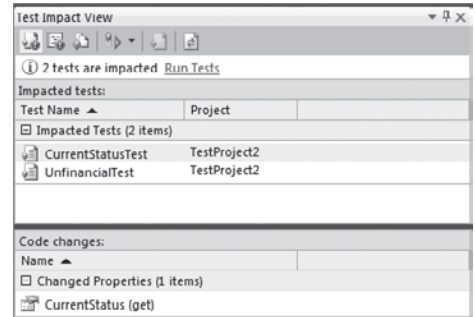 Test Impact View
2 tests are impacted Run Tests
Impacted tests:
Test Name Project
Impacted Tests (2 items)
CurrentStatusTest TestProject2
UnfinancialTest TestProject2
Code changes:
Name
Changed Properties (1 items)
CurrentStatus (get)